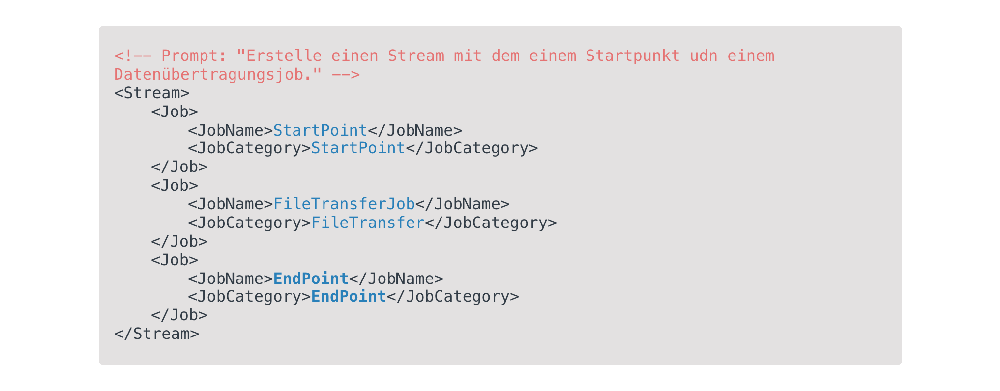 <!-- Prompt: "Erstelle einen Stream mit dem einem Startpunkt udn einem
Datenübertragungsjob." -->
<Stream>
    <Job>
        <JobName>StartPoint</JobName>
        <JobCategory>StartPoint</JobCategory>
    </Job>
    <Job>
        <JobName>FileTransferJob</JobName>
        <JobCategory>FileTransfer</JobCategory>
    </Job>
    <Job>
        <JobName>EndPoint</JobName>
        <JobCategory>EndPoint</JobCategory>
    </Job>
</Stream>